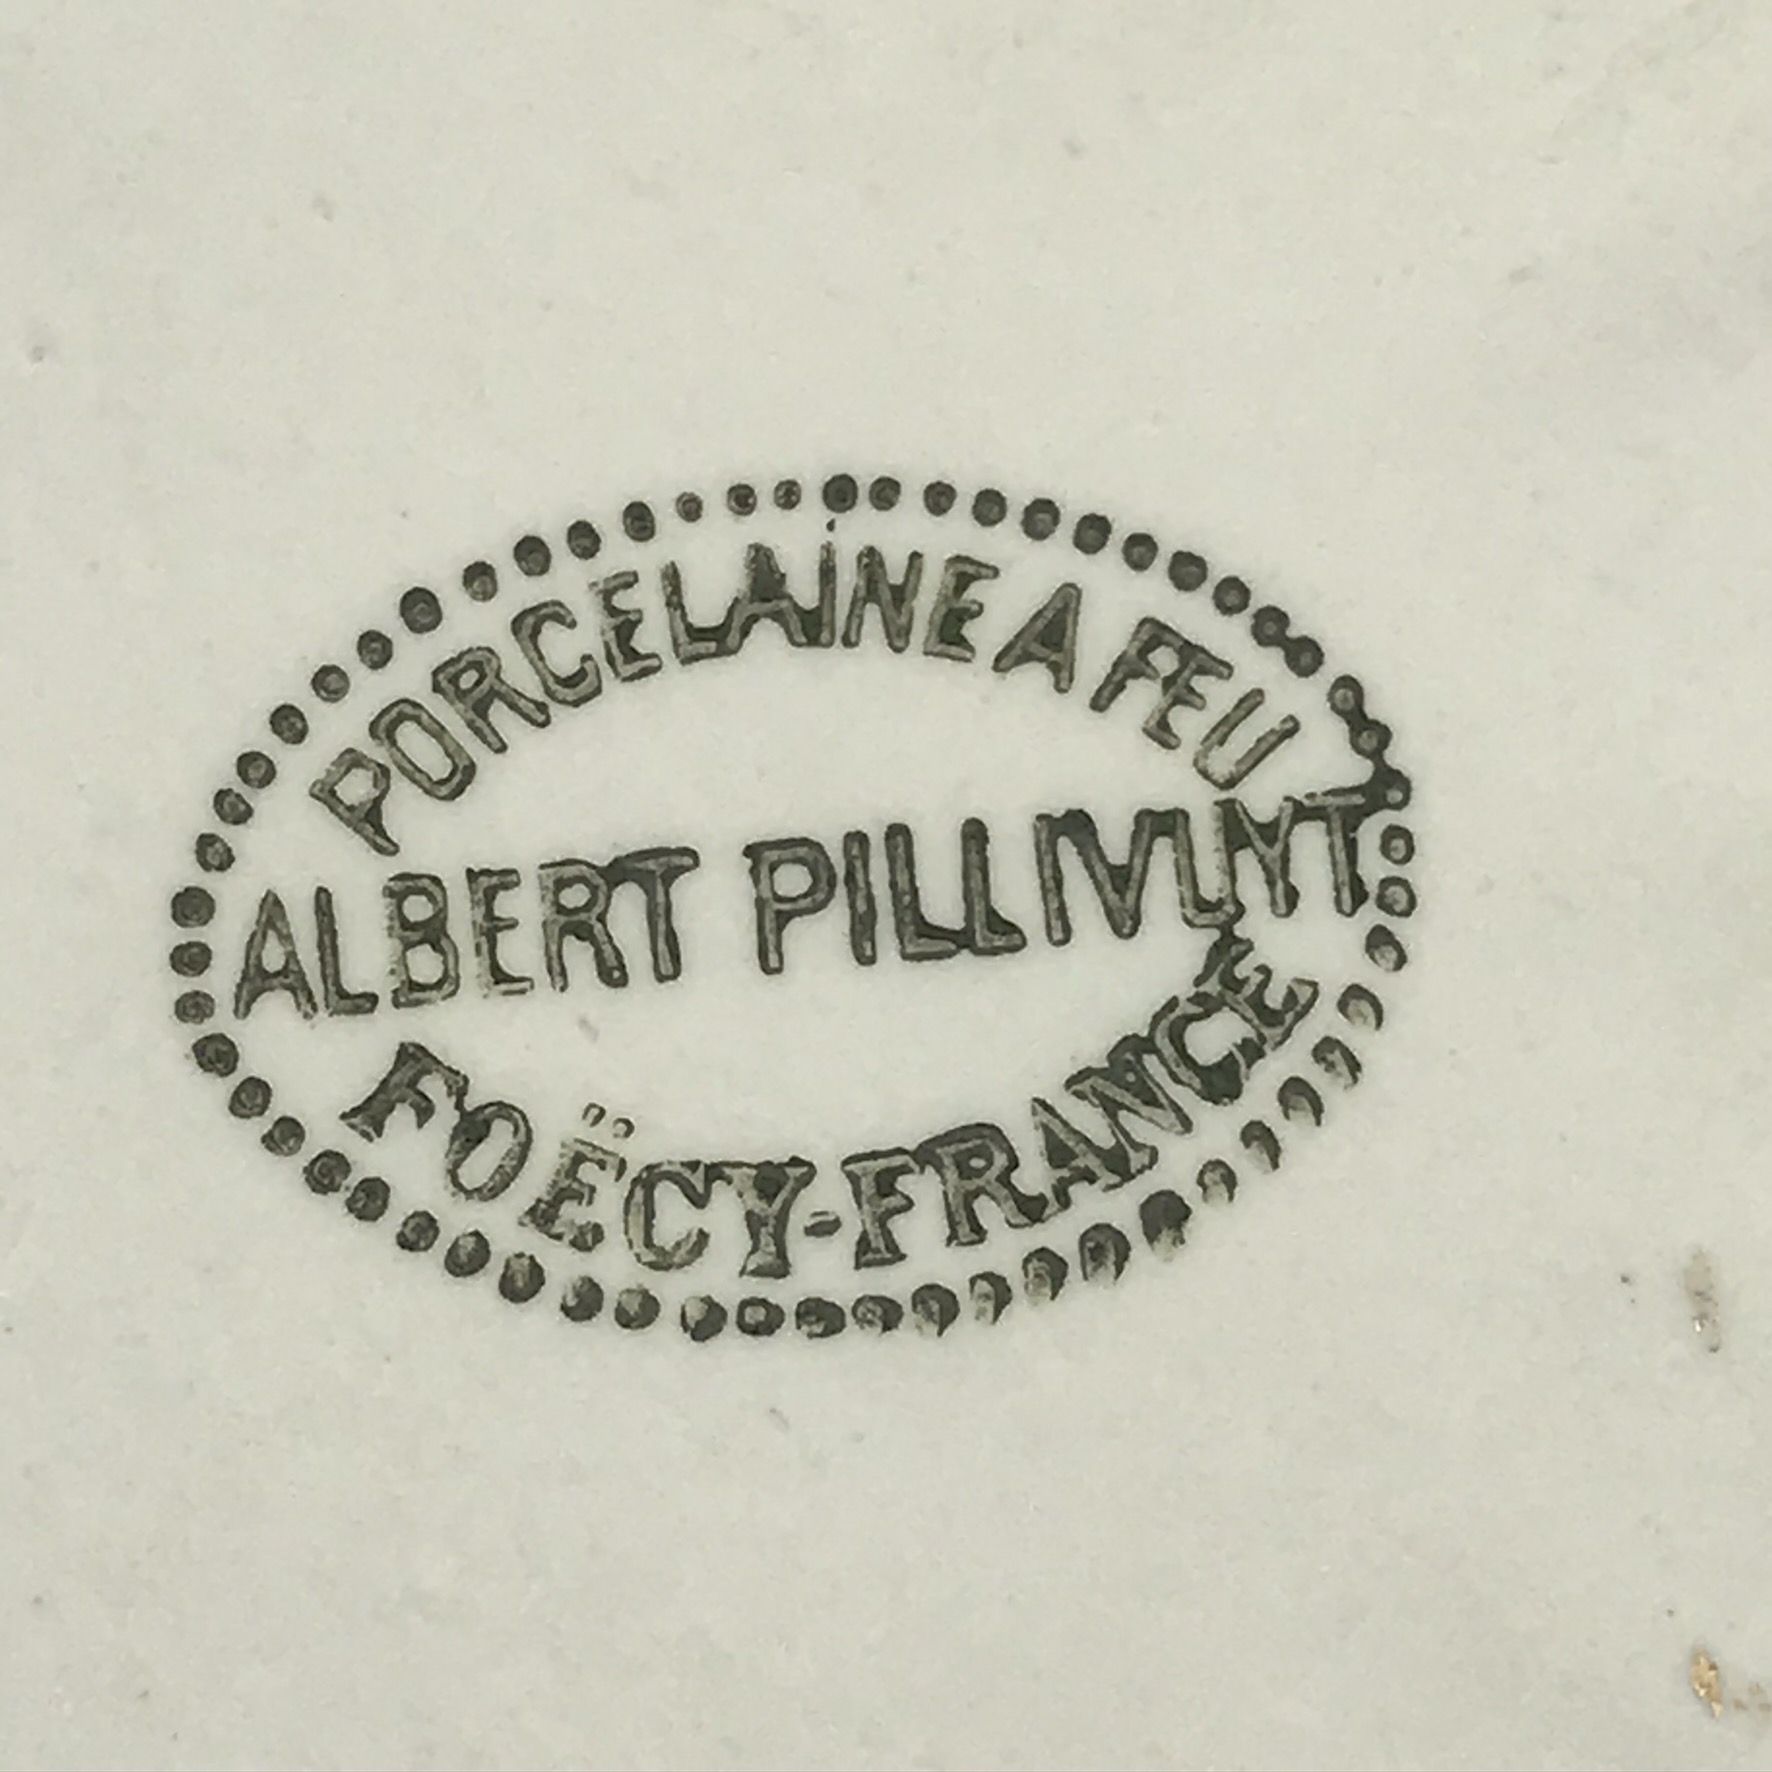 PORCELAINE A FEU
ALBERT PILLIVUYT
FOËCY-FRANCE